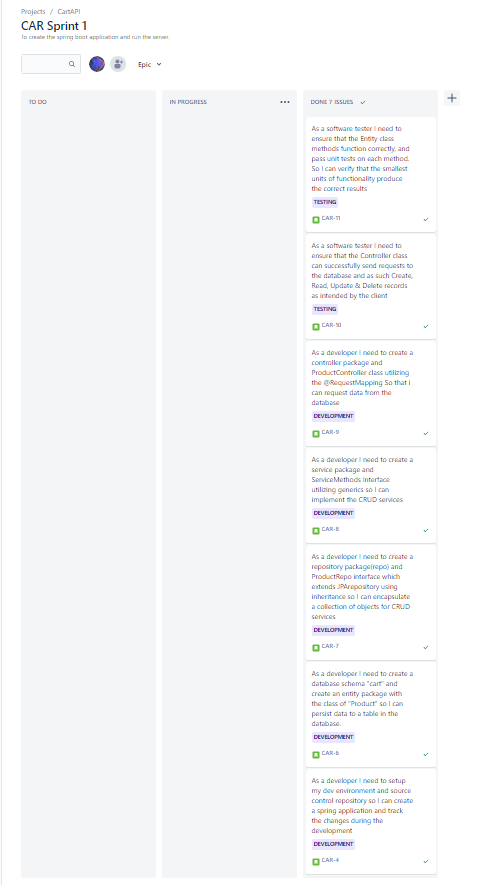 Projects / CartAPI
CAR Sprint 1
To create the spring boot application and run the server.
Epic
TO DO
IN PROGRESS
DONE 7 ISSUES
As a software tester I need to
ensure that the Entity class
methods function correctly, and
pass unit tests on each method.
So I can verify that the smallest
units of functionality produce
the correct results
TESTING
CAR-11
As a software tester I need to
ensure that the Controller class
can successfully send requests to
the database and as such Create,
Read, Update & Delete records
as intended by the client
TESTING
CAR-10
As a developer I need to create a
controller package and
ProductController class utilizing
the @RequestMapping So that i
can request data from the
database
DEVELOPMENT
CAR-9
As a developer I need to create a
service package and
ServiceMethods Interface
utilizing generics so I can
implement the CRUD services
DEVELOPMENT
CAR-8
As a developer I need to create a
repository package(repo) and
ProductRepo interface which
extends JPArepository using
inheritance so I can encapsulate
a collection of objects for CRUD
services
DEVELOPMENT
CAR-7
As a developer I need to create a
database schema "cart" and
create an entity package with
the class of "Product" so I can
persist data to a table in the
database.
DEVELOPMENT
CAR-6
As a developer I need to setup
my dev environment and source
control repository so I can create
a spring application and track
the changes during the
development
DEVELOPMENT
CAR-4